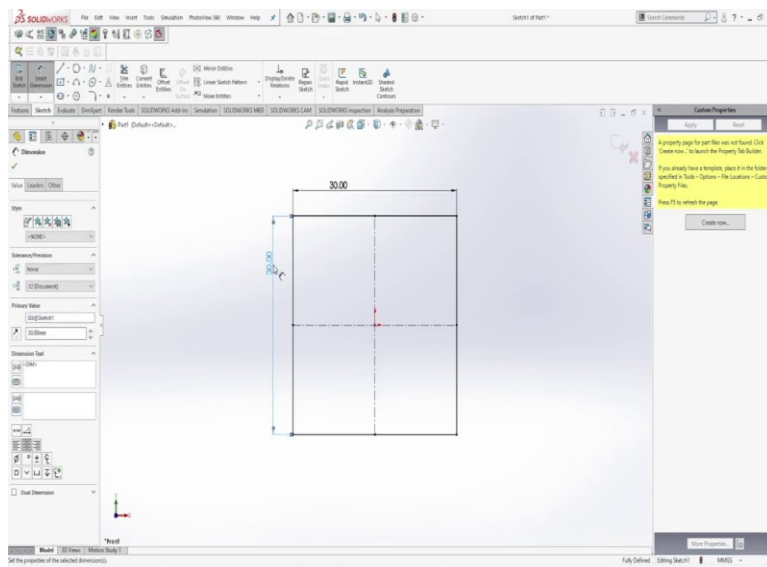 SOLIDWORKS File Edit View Insert Tools Simulation PhotoView 360 Window Help
Sketch1 of Part1 *
Search Commands
Exit Sketch
Smart Dimension
Trim Entities
Convert Entities
Offset Entities
Offset On Surface
Mirror Entities
Linear Sketch Pattern
Move Entities
Display/Delete Relations
Repair Sketch
Quick Snaps
Rapid Sketch
Instant2D
Shaded Sketch Contours
Features Sketch Evaluate DimXpert Render Tools SOLIDWORKS Add-Ins Simulation SOLIDWORKS MBD SOLIDWORKS CAM SOLIDWORKS Inspection Analysis Preparation
Part1 (Default<<Default>...
Custom Properties
Apply Reset
A property page for part files was not found. Click
'Create now...' to launch the Property Tab Builder.
If you already have a template, place it in the folder
specified in Tools - Options - File Locations - Custo
Property Files.
Press F5 to refresh the page.
Create now...
Dimension
Value Leaders Other
Style
<NONE>
Tolerance/Precision
None
.12 (Document)
Primary Value
D2@Sketch1
30.00mm
Dimension Text
<DIM>
Dual Dimension
30.00
30.00
Y
*Front
More Properties...
Model 3D Views Motion Study 1
Set the properties of the selected dimension(s).
Fully Defined Editing Sketch1 MMGS